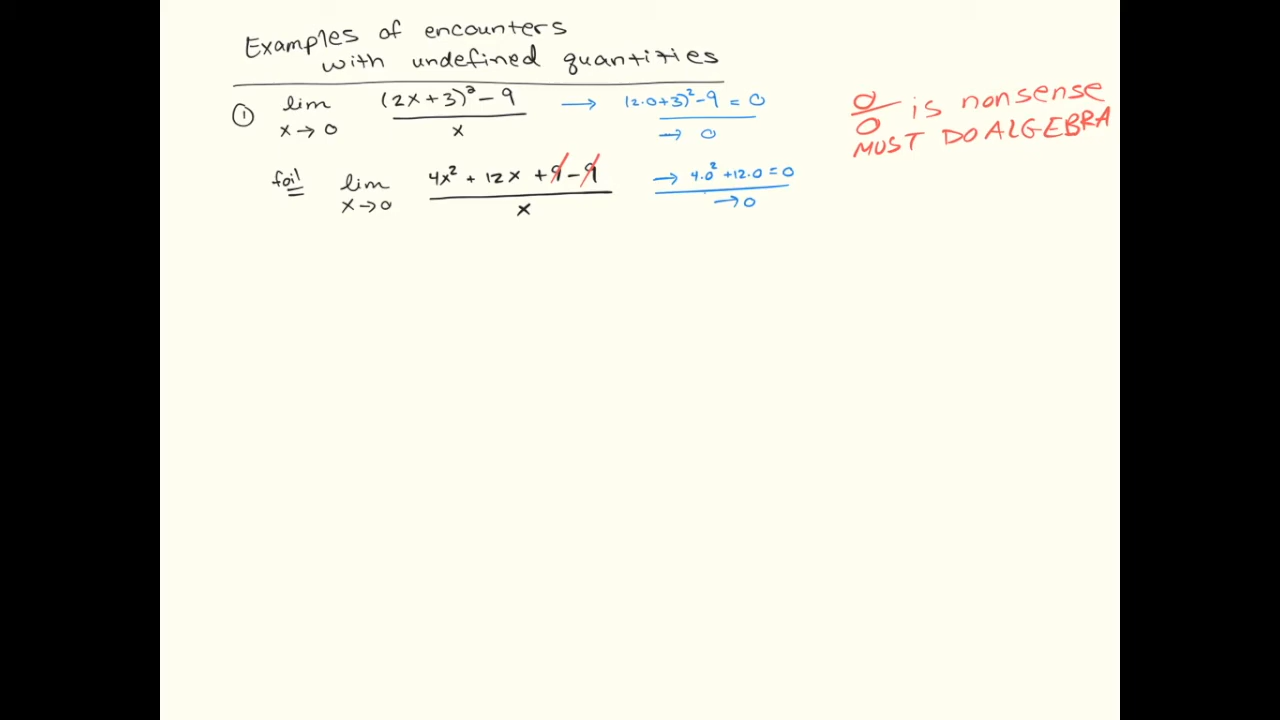 Examples of encounters
with undefined quantities
① lim x→0 ((2x+3)² - 9)/x → ((2·0+3)² - 9 = 0)/(→ 0)
0/0 is nonsense
MUST DO ALGEBRA
foil lim x→0 (4x² + 12x + 9 - 9)/x (→ 4·0² + 12·0 = 0)/(→ 0)